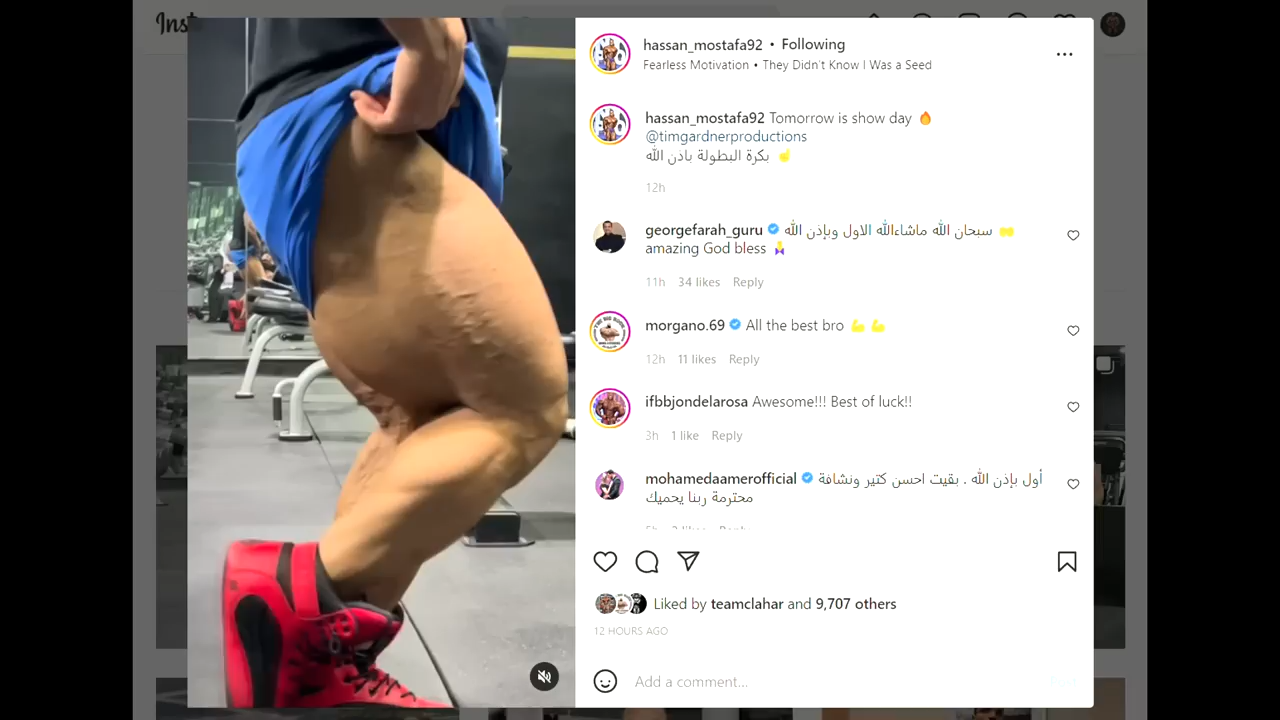 Inst
hassan_mostafa92 • Following
Fearless Motivation • They Didn't Know I Was a Seed
hassan_mostafa92 Tomorrow is show day 🔥
@timgardnerproductions
بكرة البطولة باذن الله ☝️
12h
georgefarah_guru سبحان الله ماشاءالله الاول وبإذن الله 🤲
amazing God bless 🙏
11h 34 likes Reply
morgano.69 All the best bro 💪 💪
12h 11 likes Reply
ifbbjondelarosa Awesome!!! Best of luck!!
3h 1 like Reply
mohamedaamerofficial أول بإذن الله . بقيت احسن كتير ونشافة
محترمة ربنا يحميك
Liked by teamclahar and 9,707 others
12 HOURS AGO
Add a comment...